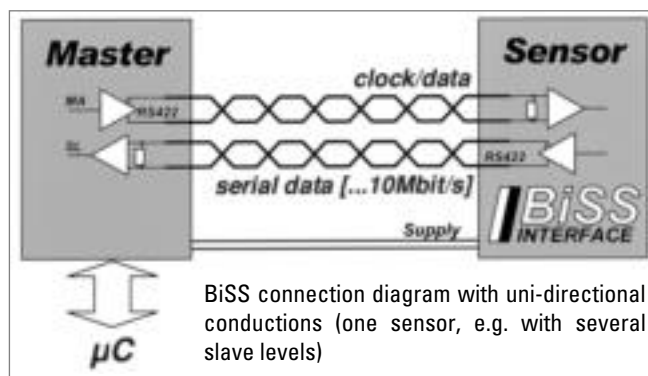 Master
Sensor
clock/data
MA
RS422
RS422
serial data [...10Mbit/s]
Supply
BiSS
INTERFACE
µC
BiSS connection diagram with uni-directional
conductions (one sensor, e.g. with several
slave levels)